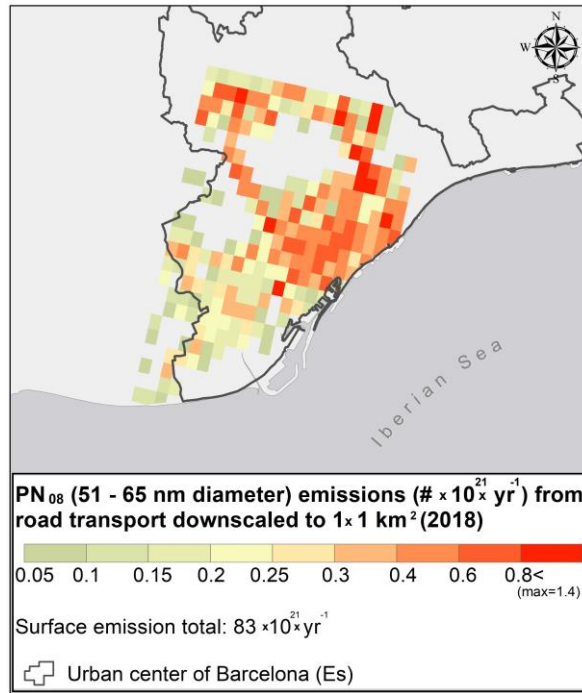 N
W E
S
Iberian Sea
PN₀₈ (51 - 65 nm diameter) emissions (# x 10²¹ x yr⁻¹) from
road transport downscaled to 1x 1 km² (2018)
0.05 0.1 0.15 0.2 0.25 0.3 0.4 0.6 0.8<
(max=1.4)
Surface emission total: 83 x10²¹ x yr⁻¹
Urban center of Barcelona (Es)